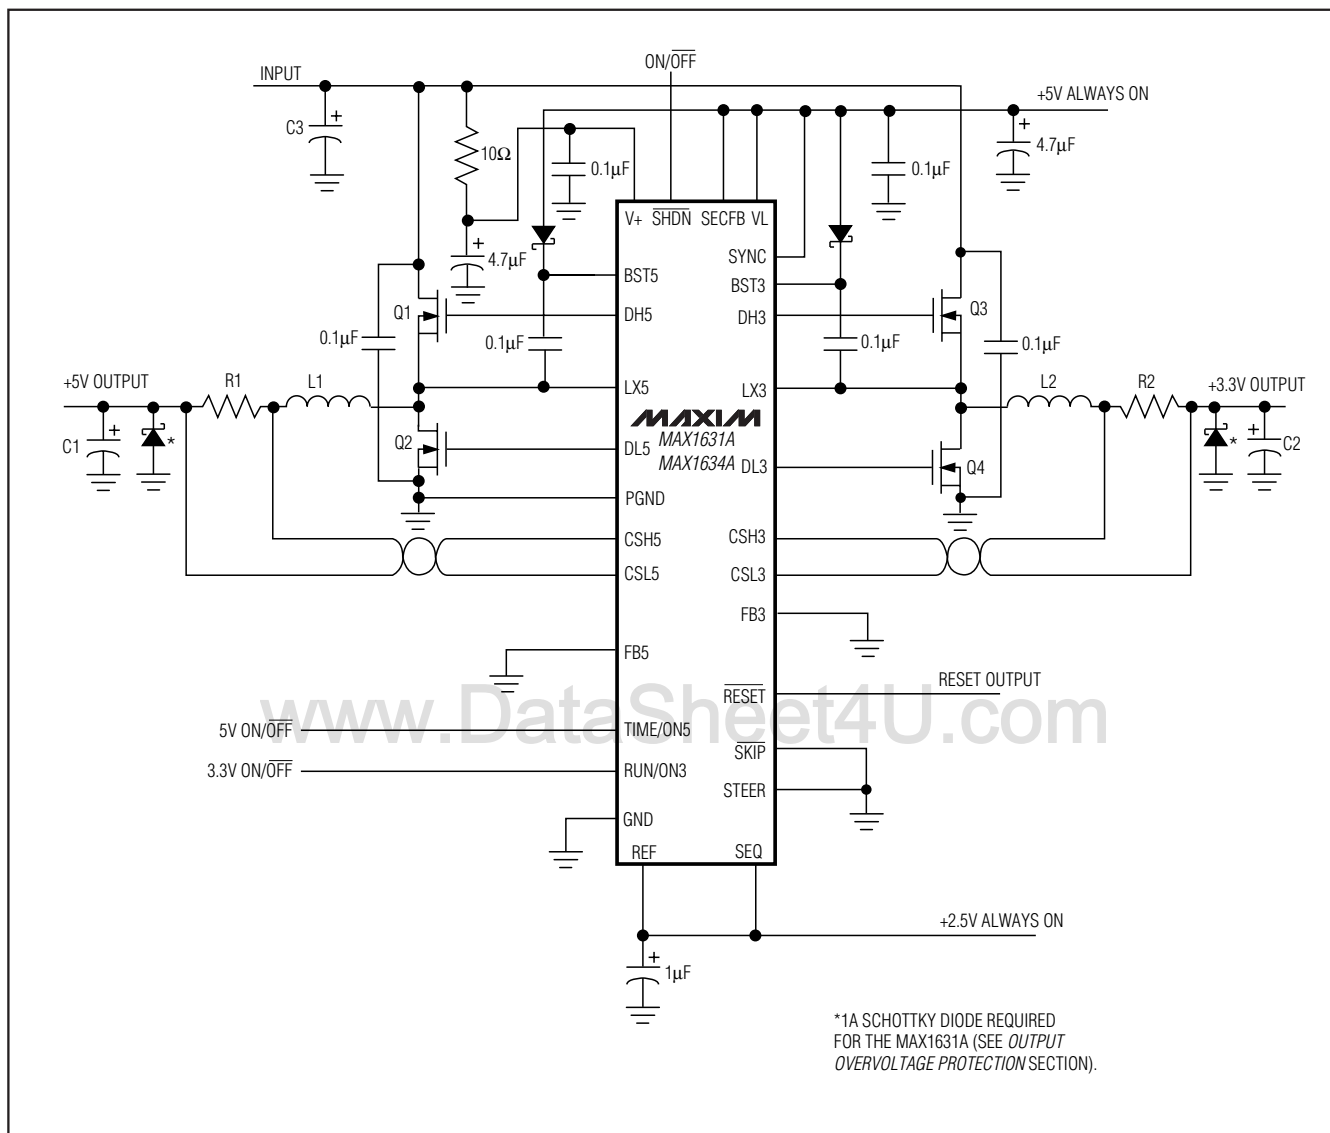 ON/OFF
INPUT
+5V ALWAYS ON
C3
+
10Ω
0.1µF
0.1µF
+
4.7µF
V+ SHDN SECFB VL
+
4.7µF
SYNC
BST5
BST3
Q1
DH5
DH3
Q3
0.1µF
0.1µF
0.1µF
0.1µF
+5V OUTPUT
R1
L1
LX5
LX3
L2
R2
+3.3V OUTPUT
MAXIM
MAX1631A
MAX1634A
C1
+
*
Q2
DL5
DL3
Q4
*
+
C2
PGND
CSH5
CSH3
CSL5
CSL3
FB3
FB5
RESET
RESET OUTPUT
www.DataSheet4U.com
5V ON/OFF
TIME/ON5
SKIP
3.3V ON/OFF
RUN/ON3
STEER
GND
REF
SEQ
+2.5V ALWAYS ON
+
1µF
*1A SCHOTTKY DIODE REQUIRED
FOR THE MAX1631A (SEE OUTPUT
OVERVOLTAGE PROTECTION SECTION).